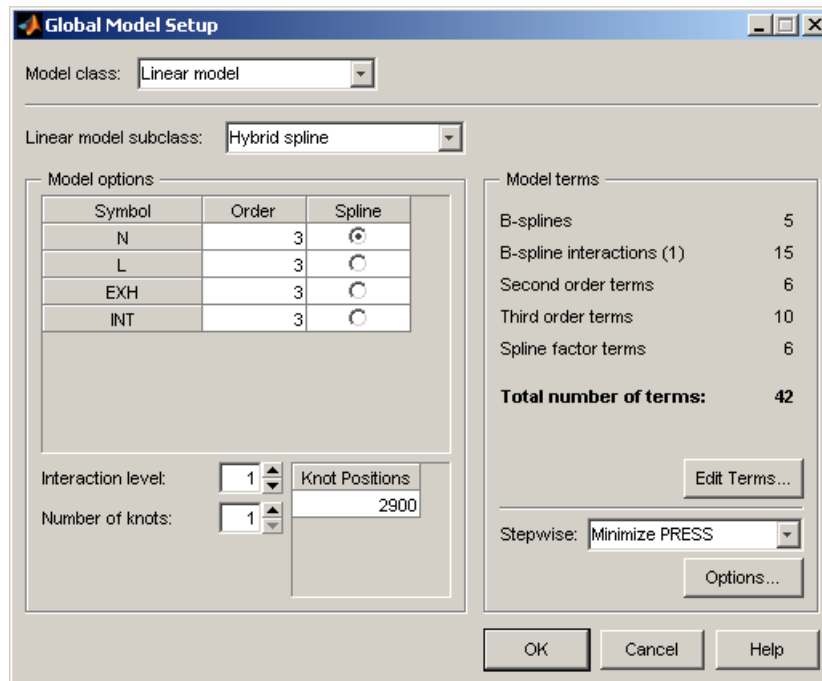 Global Model Setup
Model class: Linear model
Linear model subclass: Hybrid spline
Model options
Symbol Order Spline
N 3
L 3
EXH 3
INT 3
Interaction level: 1
Number of knots: 1
Knot Positions
2900
Model terms
B-splines 5
B-spline interactions (1) 15
Second order terms 6
Third order terms 10
Spline factor terms 6
Total number of terms: 42
Edit Terms...
Stepwise: Minimize PRESS
Options...
OK Cancel Help